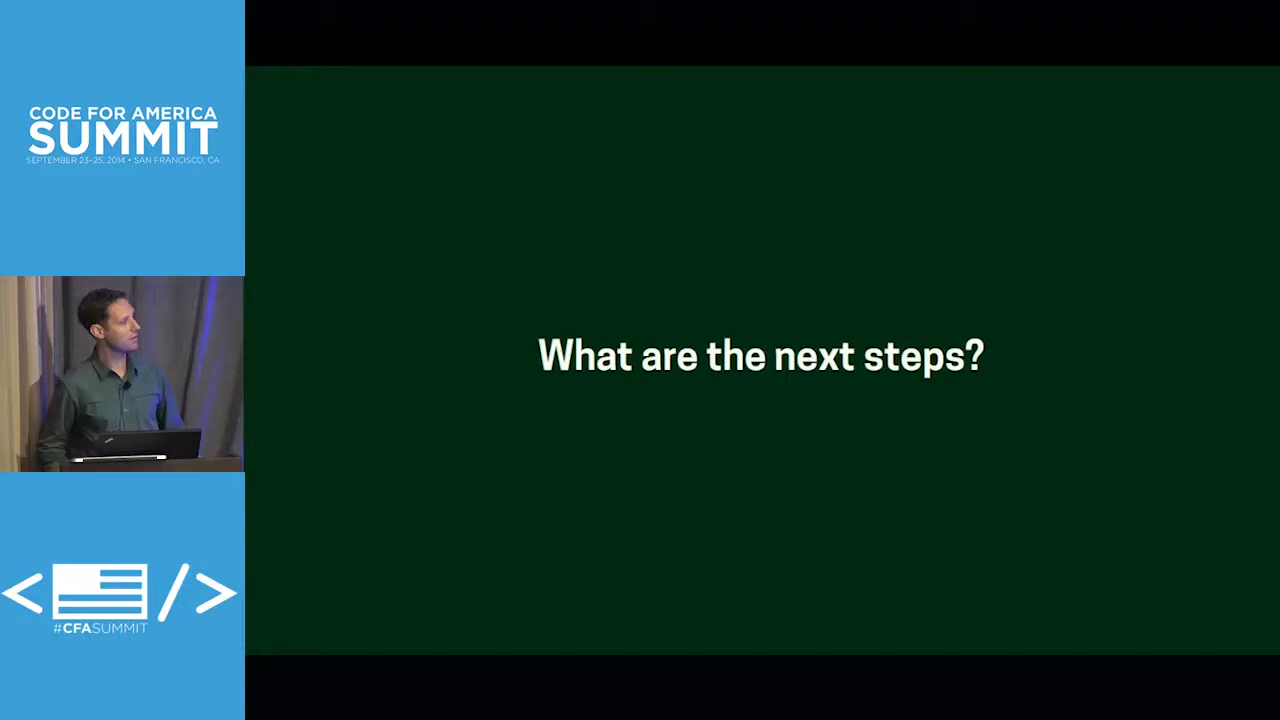 CODE FOR AMERICA
SUMMIT
SEPTEMBER 23-25, 2014 • SAN FRANCISCO, CA
What are the next steps?
#CFASUMMIT